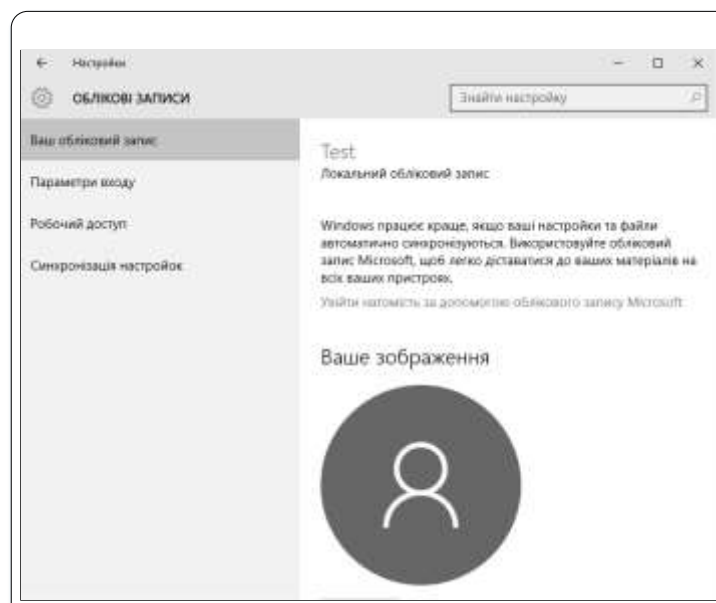 Настройки
ОБЛІКОВІ ЗАПИСИ
Знайти настройку
Ваш обліковий запис
Параметри входу
Робочий доступ
Синхронізація настройок
Test
Локальний обліковий запис
Windows працює краще, якщо ваші настройки та файли
автоматично синхронізуються. Використовуйте обліковий
запис Microsoft, щоб легко діставатися до ваших матеріалів на
всіх ваших пристроях.
Увійти натомість за допомогою облікового запису Microsoft
Ваше зображення